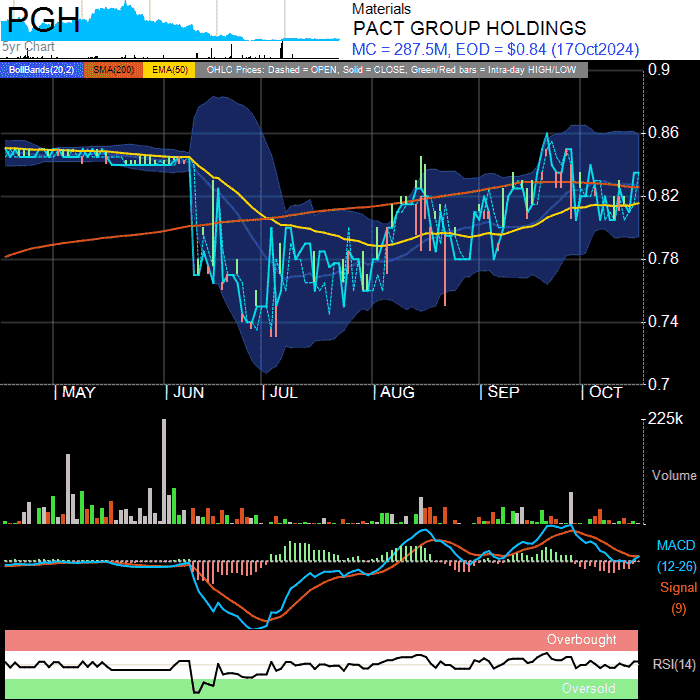 PGH
5yr Chart
Materials
PACT GROUP HOLDINGS
MC = 287.5M, EOD = $0.84 (17Oct2024)
BollBands(20,2) SMA(200) EMA(50) OHLC Prices: Dashed = OPEN, Solid = CLOSE, Green/Red bars = Intra-day HIGH/LOW
0.9
0.86
0.82
0.78
0.74
0.7
MAY JUN JUL AUG SEP OCT
225k
Volume
MACD
(12-26)
Signal
(9)
Overbought
RSI(14)
Oversold